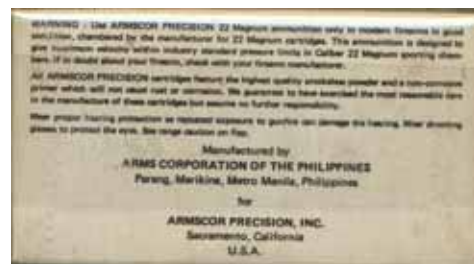 WARNING : Use ARMSCOR PRECISION 22 Magnum ammunition only in modern firearms in good
condition, chambered by the manufacturer for 22 Magnum cartridges. This ammunition is designed to
give maximum velocity within industry standard pressure limits in Caliber 22 Magnum sporting cham-
bers. If in doubt about your firearm, check with your firearm manufacturer.
All ARMSCOR PRECISION cartridges feature the highest quality smokeless powder and a non-corrosive
primer which will not cause rust or corrosion. We guarantee to have exercised the most reasonable care
in the manufacture of these cartridges but assume no further responsibility.
Wear proper hearing protection as repeated exposure to gunfire can damage the hearing. Wear shooting
glasses to protect the eyes. See range caution on flap.
Manufactured by
ARMS CORPORATION OF THE PHILIPPINES
Parang, Marikina, Metro Manila, Philippines
for
ARMSCOR PRECISION, INC.
Sacramento, California
U.S.A.